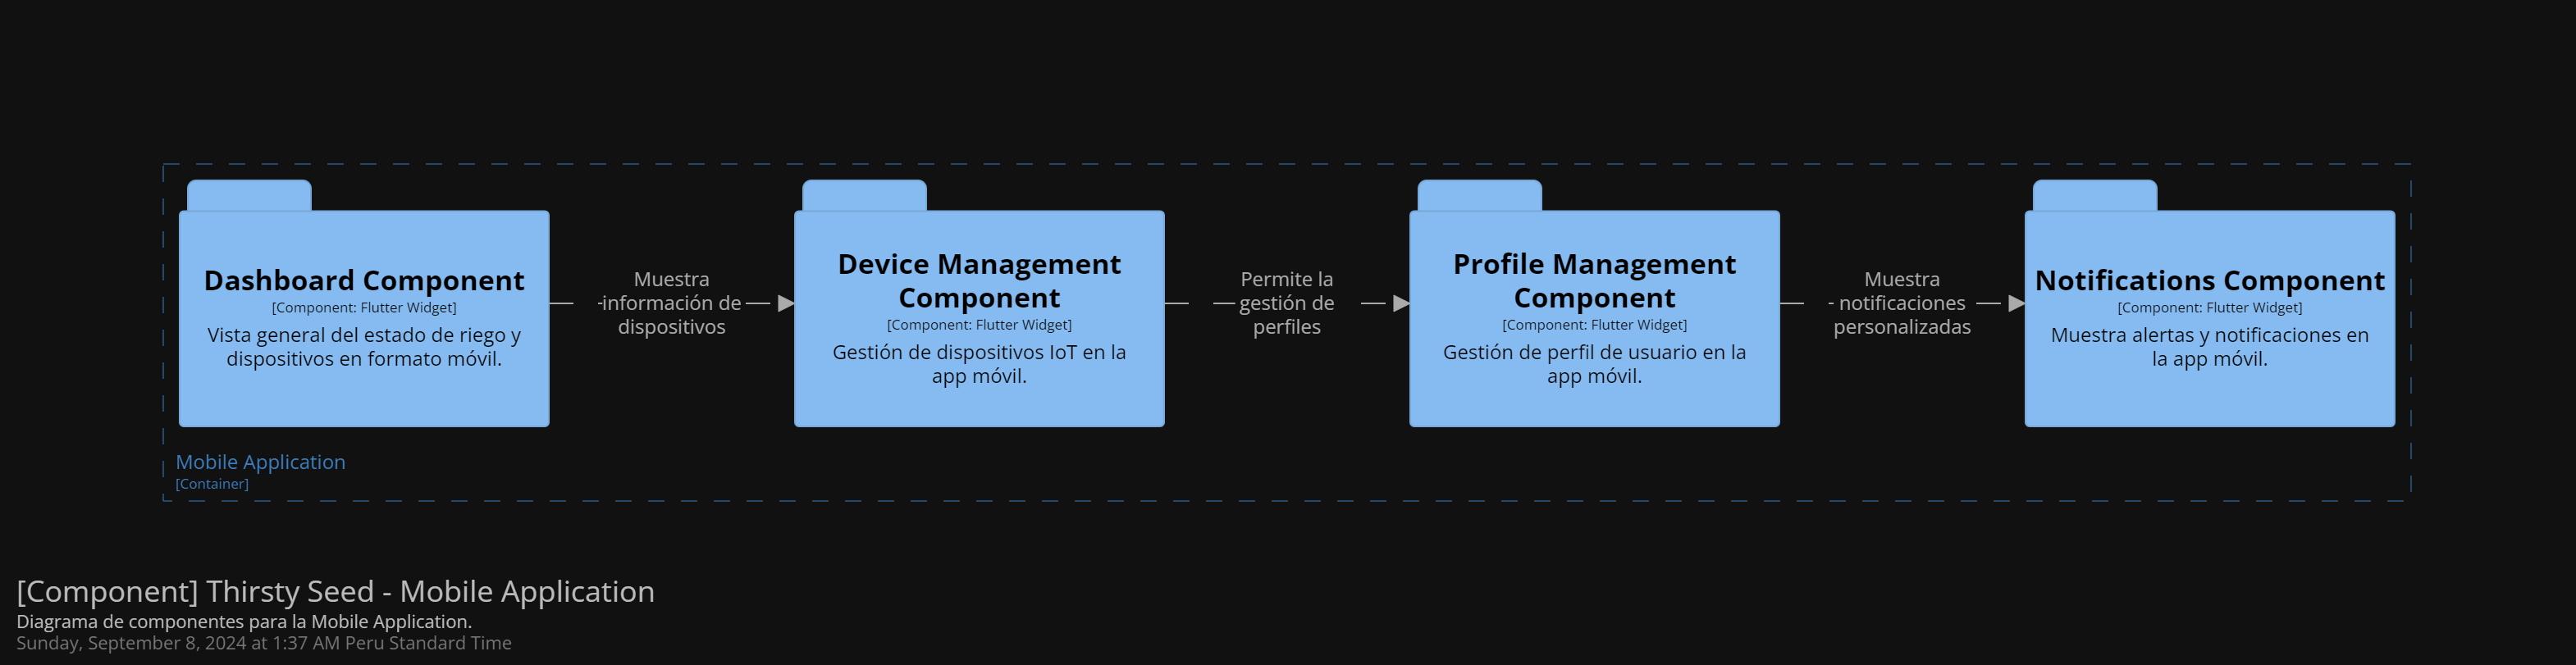 Dashboard Component
[Component: Flutter Widget]
Vista general del estado de riego y
dispositivos en formato móvil.
Muestra
información de
dispositivos
Device Management
Component
[Component: Flutter Widget]
Gestión de dispositivos IoT en la
app móvil.
Permite la
gestión de
perfiles
Profile Management
Component
[Component: Flutter Widget]
Gestión de perfil de usuario en la
app móvil.
Muestra
notificaciones
personalizadas
Notifications Component
[Component: Flutter Widget]
Muestra alertas y notificaciones en
la app móvil.
Mobile Application
[Container]
[Component] Thirsty Seed - Mobile Application
Diagrama de componentes para la Mobile Application.
Sunday, September 8, 2024 at 1:37 AM Peru Standard Time